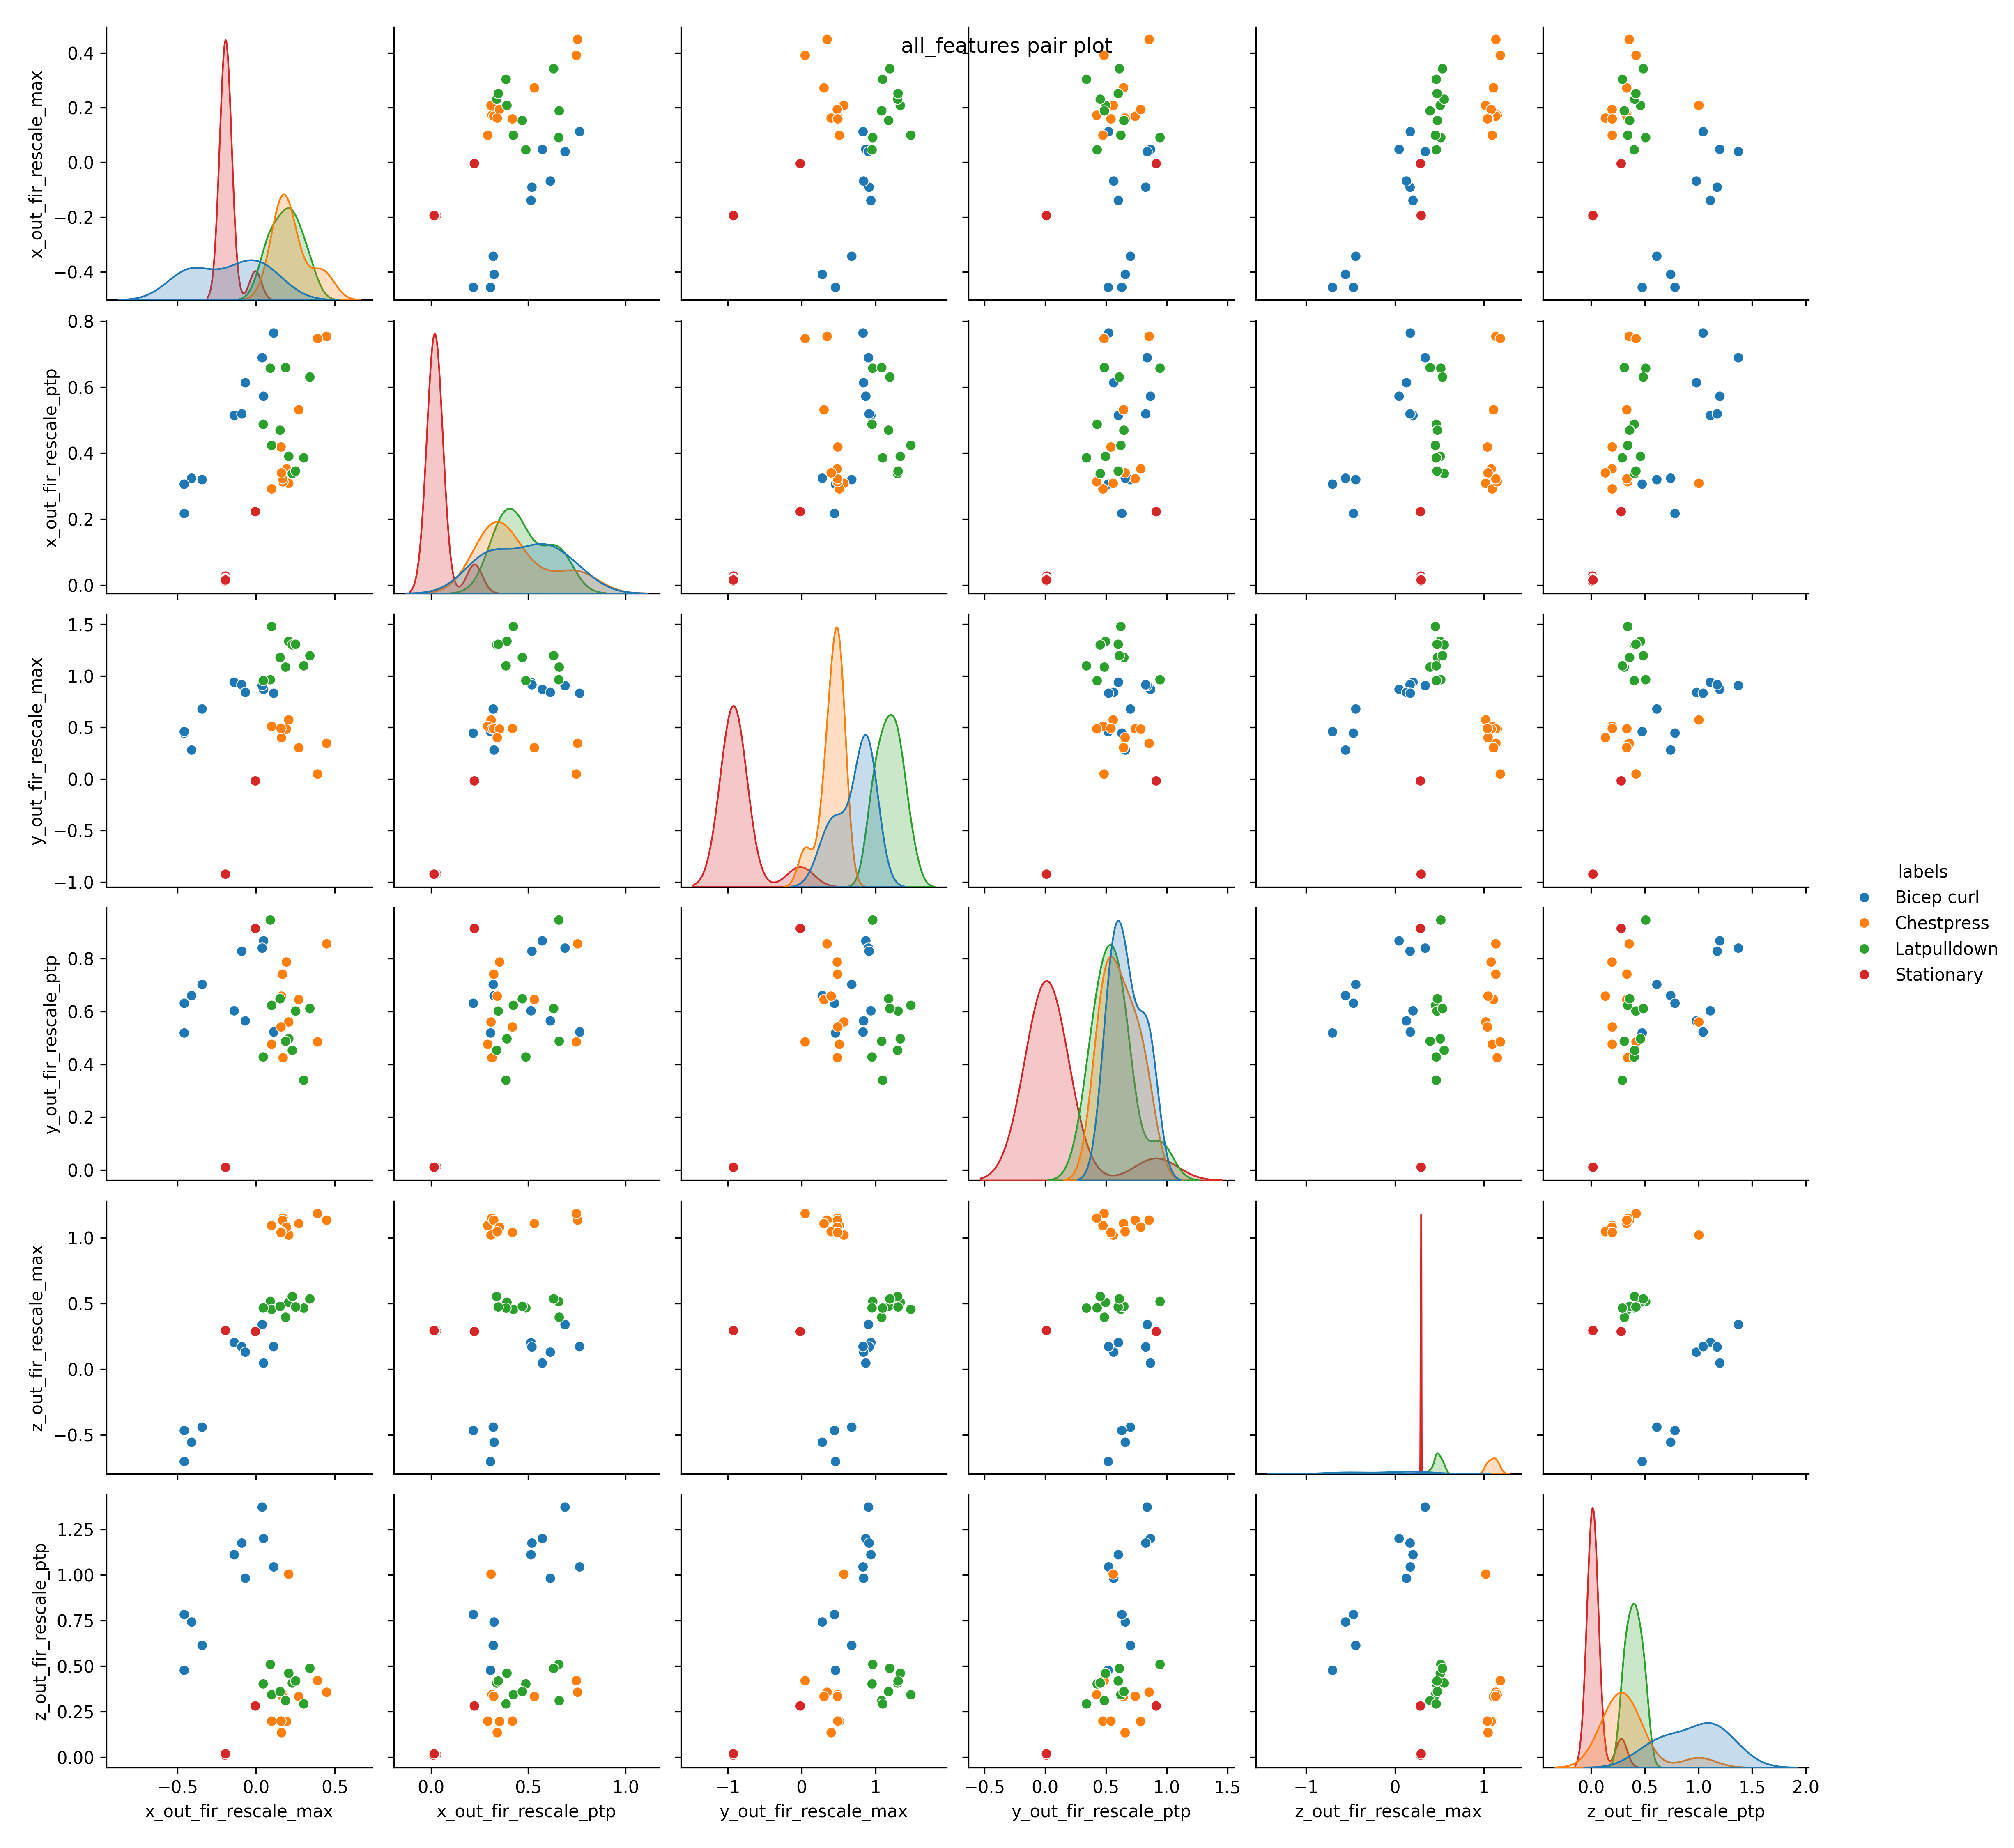 all_features pair plot
0.4
0.2
0.0
−0.2
−0.4
x_out_fir_rescale_max
0.8
0.6
0.4
0.2
0.0
x_out_fir_rescale_ptp
1.5
1.0
0.5
0.0
−0.5
−1.0
y_out_fir_rescale_max
labels
Bicep curl
Chestpress
Latpulldown
Stationary
0.8
0.6
0.4
0.2
0.0
y_out_fir_rescale_ptp
1.0
0.5
0.0
−0.5
z_out_fir_rescale_max
1.25
1.00
0.75
0.50
0.25
0.00
z_out_fir_rescale_ptp
−0.5 0.0 0.5
x_out_fir_rescale_max
0.0 0.5 1.0
x_out_fir_rescale_ptp
−1 0 1
y_out_fir_rescale_max
−0.5 0.0 0.5 1.0 1.5
y_out_fir_rescale_ptp
−1 0 1
z_out_fir_rescale_max
0.0 0.5 1.0 1.5 2.0
z_out_fir_rescale_ptp